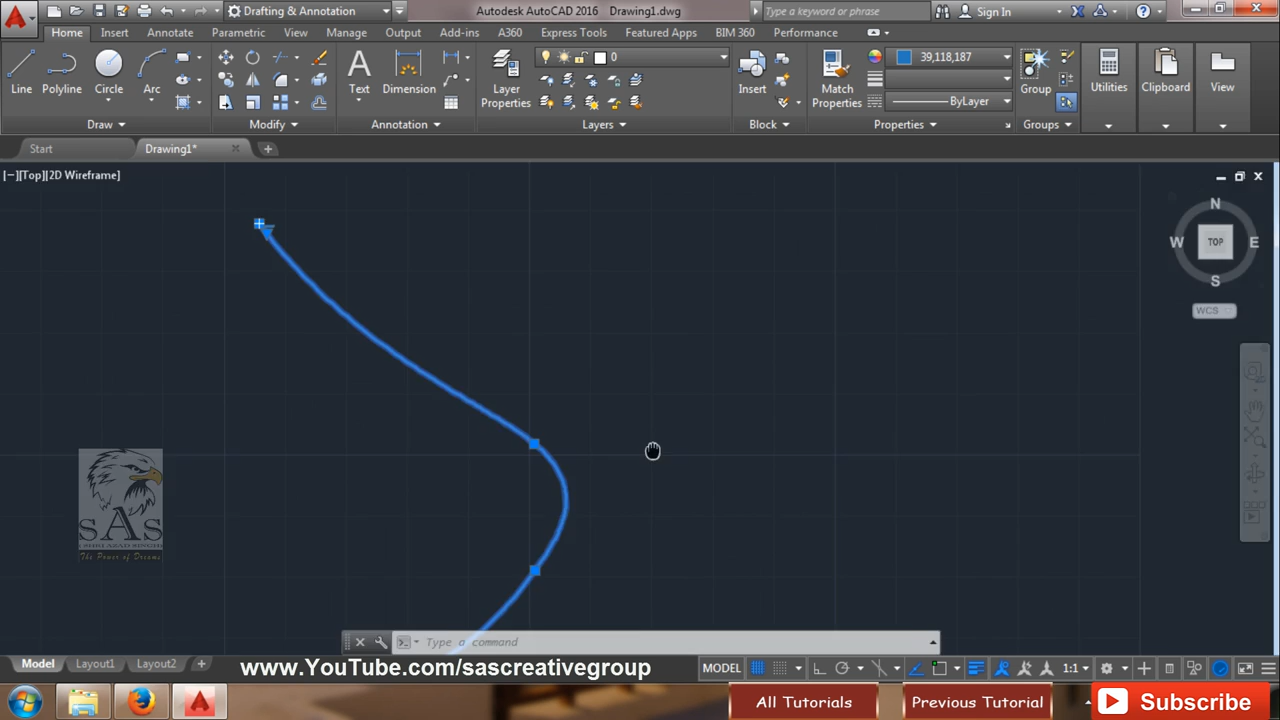 Drafting & Annotation
Autodesk AutoCAD 2016 Drawing1.dwg
Type a keyword or phrase
Sign In
Home Insert Annotate Parametric View Manage Output Add-ins A360 Express Tools Featured Apps BIM 360 Performance
Line
Polyline
Circle
Arc
Text
Dimension
Layer
Properties
0
Insert
Match
Properties
39,118,187
ByLayer
Group
Utilities
Clipboard
View
Draw
Modify
Annotation
Layers
Block
Properties
Groups
Start
Drawing1*
[−][Top][2D Wireframe]
N
W
TOP
E
S
WCS
SAS
The Power of Dreams
Type a command
Model
Layout1
Layout2
www.YouTube.com/sascreativegroup
MODEL
1:1
All Tutorials
Previous Tutorial
Subscribe